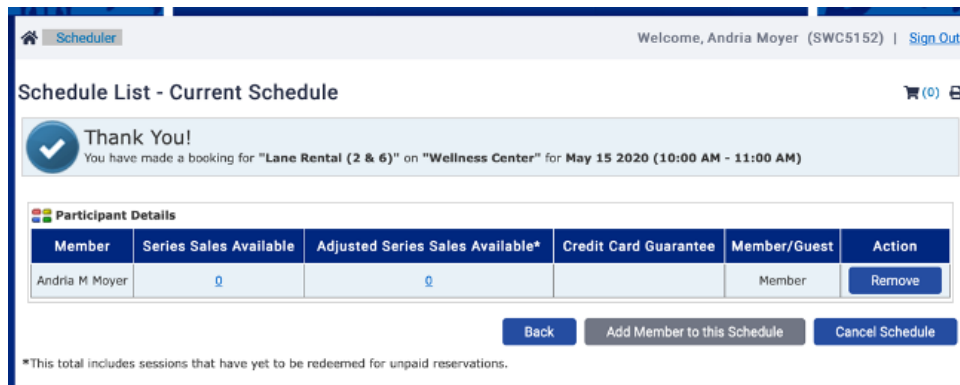 Scheduler
Welcome, Andria Moyer (SWC5152) | Sign Out
Schedule List - Current Schedule
(0)
Thank You!
You have made a booking for "Lane Rental (2 & 6)" on "Wellness Center" for May 15 2020 (10:00 AM - 11:00 AM)
Participant Details
Member Series Sales Available Adjusted Series Sales Available* Credit Card Guarantee Member/Guest Action
Andria M Moyer 0 0 Member Remove
Back Add Member to this Schedule Cancel Schedule
*This total includes sessions that have yet to be redeemed for unpaid reservations.